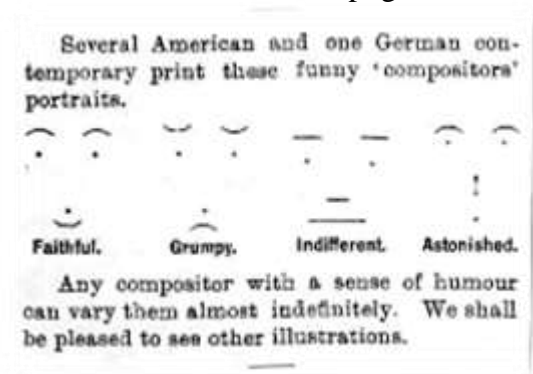 Several American and one German con-
temporary print these funny 'compositors'
portraits.
Faithful. Grumpy. Indifferent. Astonished.
Any compositor with a sense of humour
can vary them almost indefinitely. We shall
be pleased to see other illustrations.